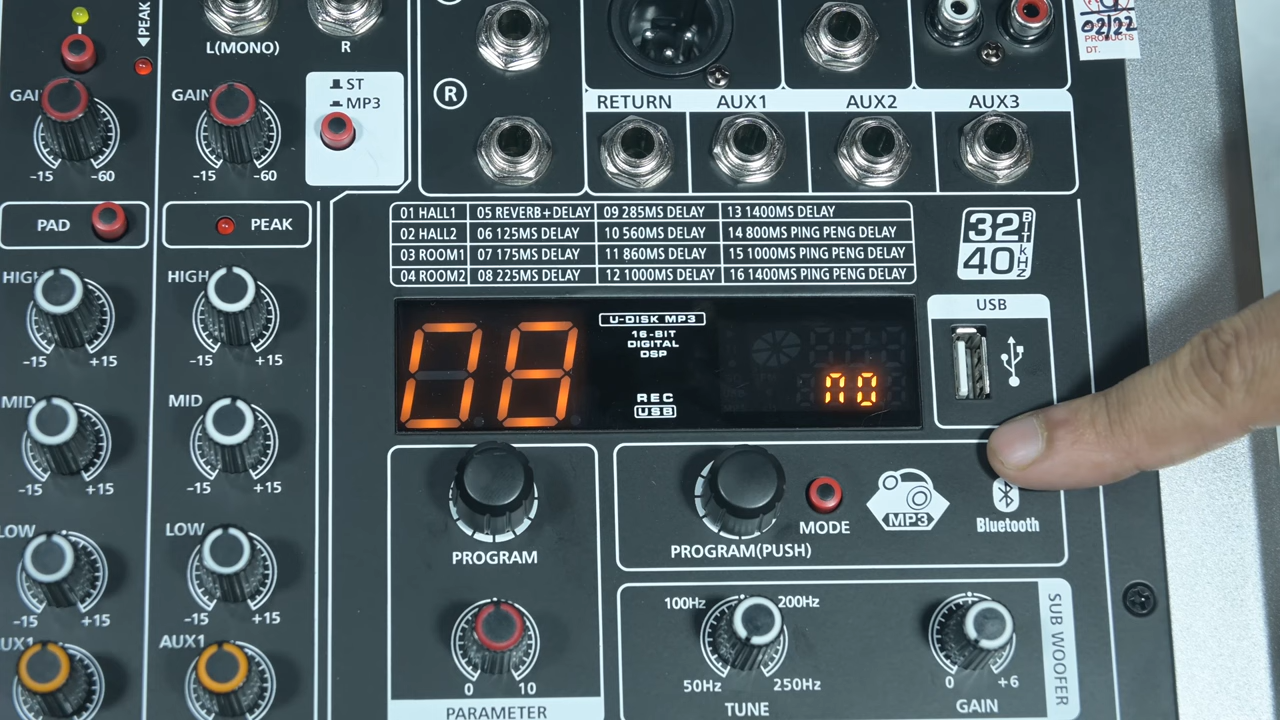 PEAK
L(MONO)
R
ST
MP3
GAIN
-15
-60
GAIN
-15
-60
R
RETURN
AUX1
AUX2
AUX3
02/22
PRODUCTS
DT.
PAD
PEAK
01 HALL1
05 REVERB+DELAY
09 285MS DELAY
13 1400MS DELAY
02 HALL2
06 125MS DELAY
10 560MS DELAY
14 800MS PING PENG DELAY
03 ROOM1
07 175MS DELAY
11 860MS DELAY
15 1000MS PING PENG DELAY
04 ROOM2
08 225MS DELAY
12 1000MS DELAY
16 1400MS PING PENG DELAY
32 BIT
40 kHz
HIGH
-15
+15
HIGH
-15
+15
08
U-DISK MP3
16-BIT
DIGITAL
DSP
REC
USB
no
USB
MID
-15
+15
MID
-15
+15
PROGRAM
PROGRAM(PUSH)
MODE
MP3
Bluetooth
LOW
-15
+15
LOW
-15
+15
0
10
PARAMETER
100Hz
200Hz
50Hz
250Hz
TUNE
0
+6
GAIN
SUB WOOFER
AUX1
AUX1